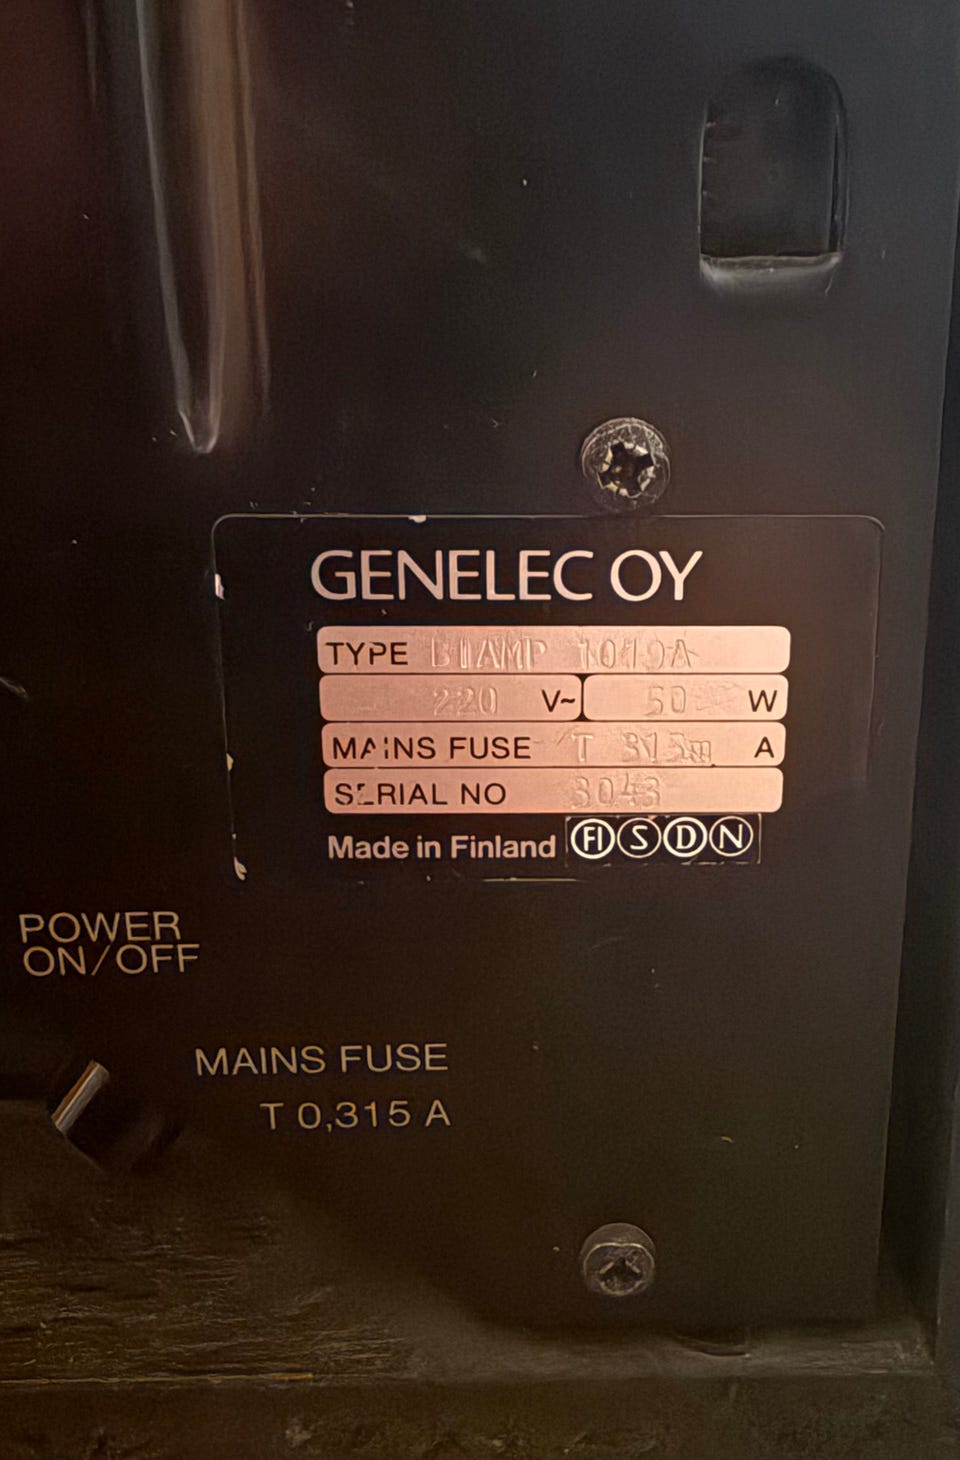 GENELEC OY
TYPE BIAMP 1019A
220 V~ 50 W
MAINS FUSE T 315m A
SERIAL NO 3043
Made in Finland FI S D N
POWER
ON/OFF
MAINS FUSE
T 0,315 A